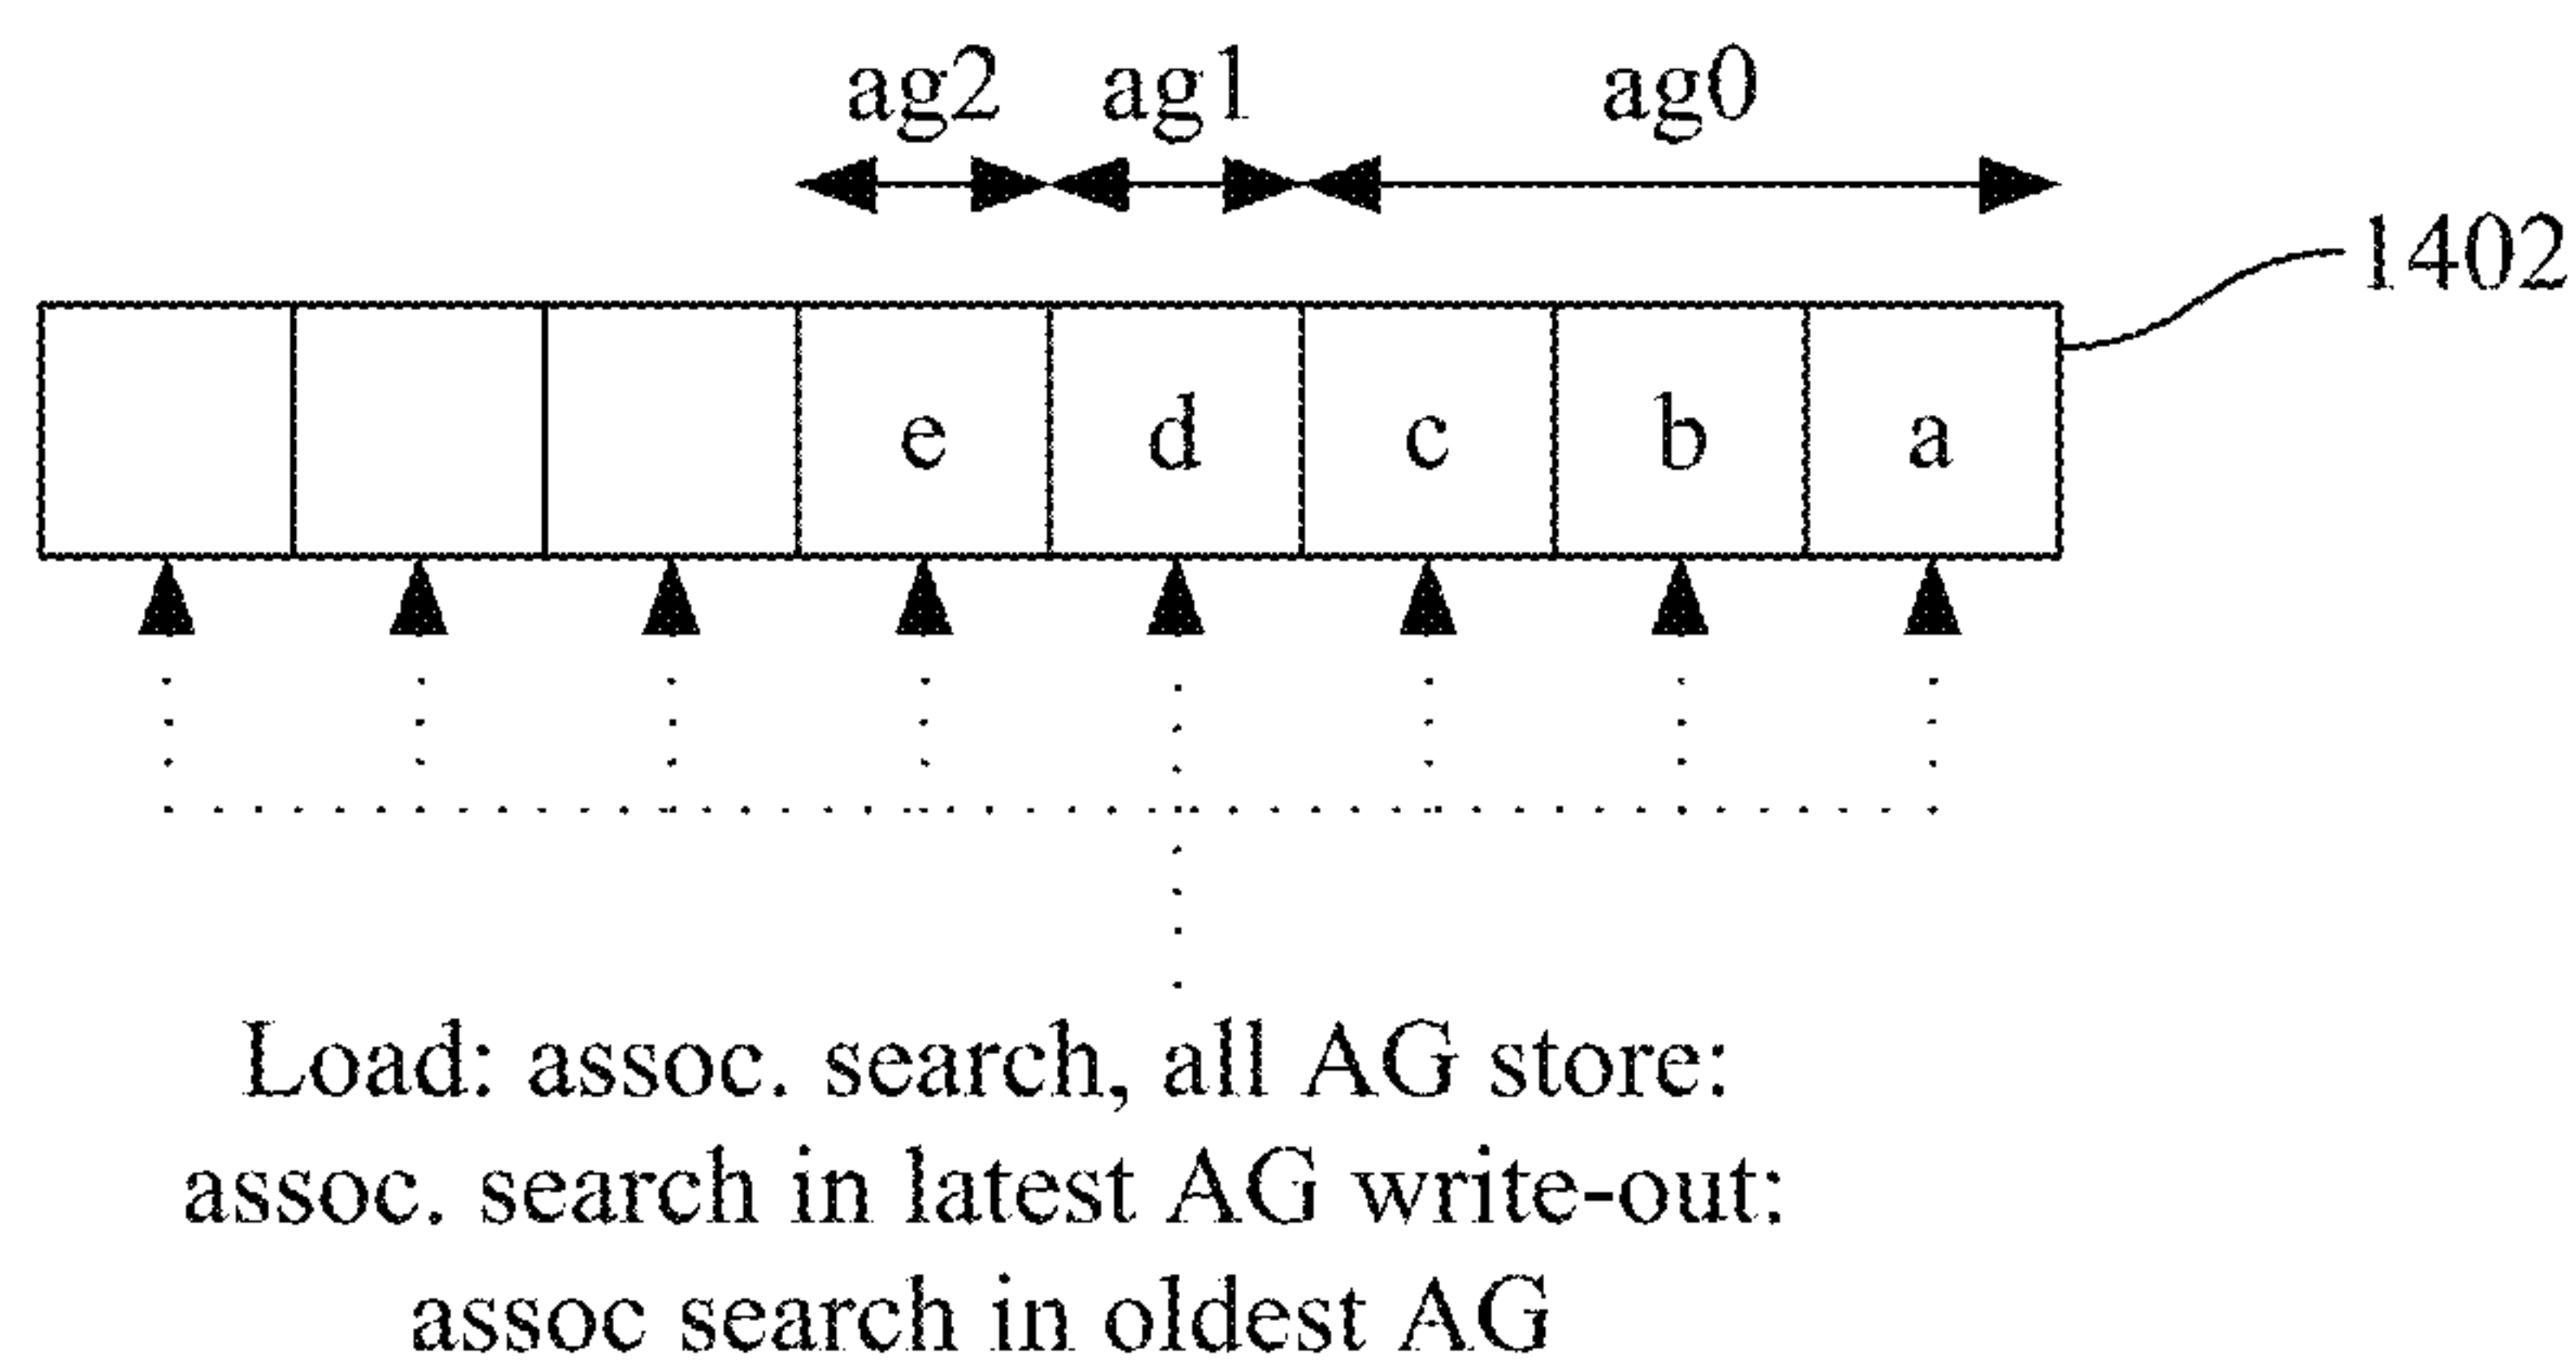 ag2 ag1 ag0
1402
e d c b a
Load: assoc. search, all AG store:
assoc. search in latest AG write-out:
assoc search in oldest AG